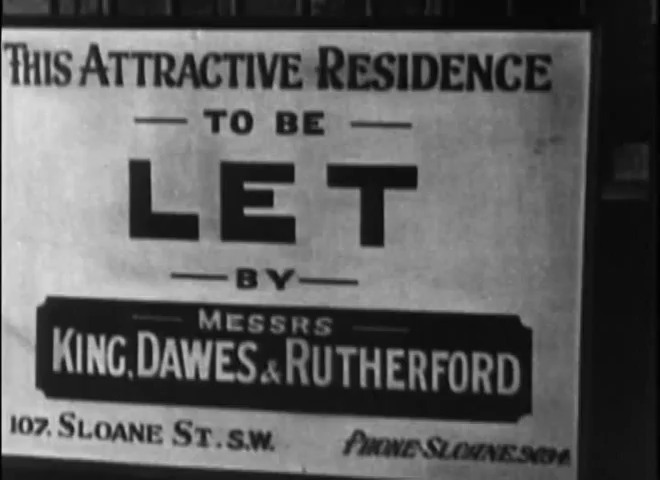 THIS ATTRACTIVE RESIDENCE
TO BE
LET
BY
MESSRS
KING, DAWES & RUTHERFORD
107, SLOANE ST. S.W.
PHONE SLOANE